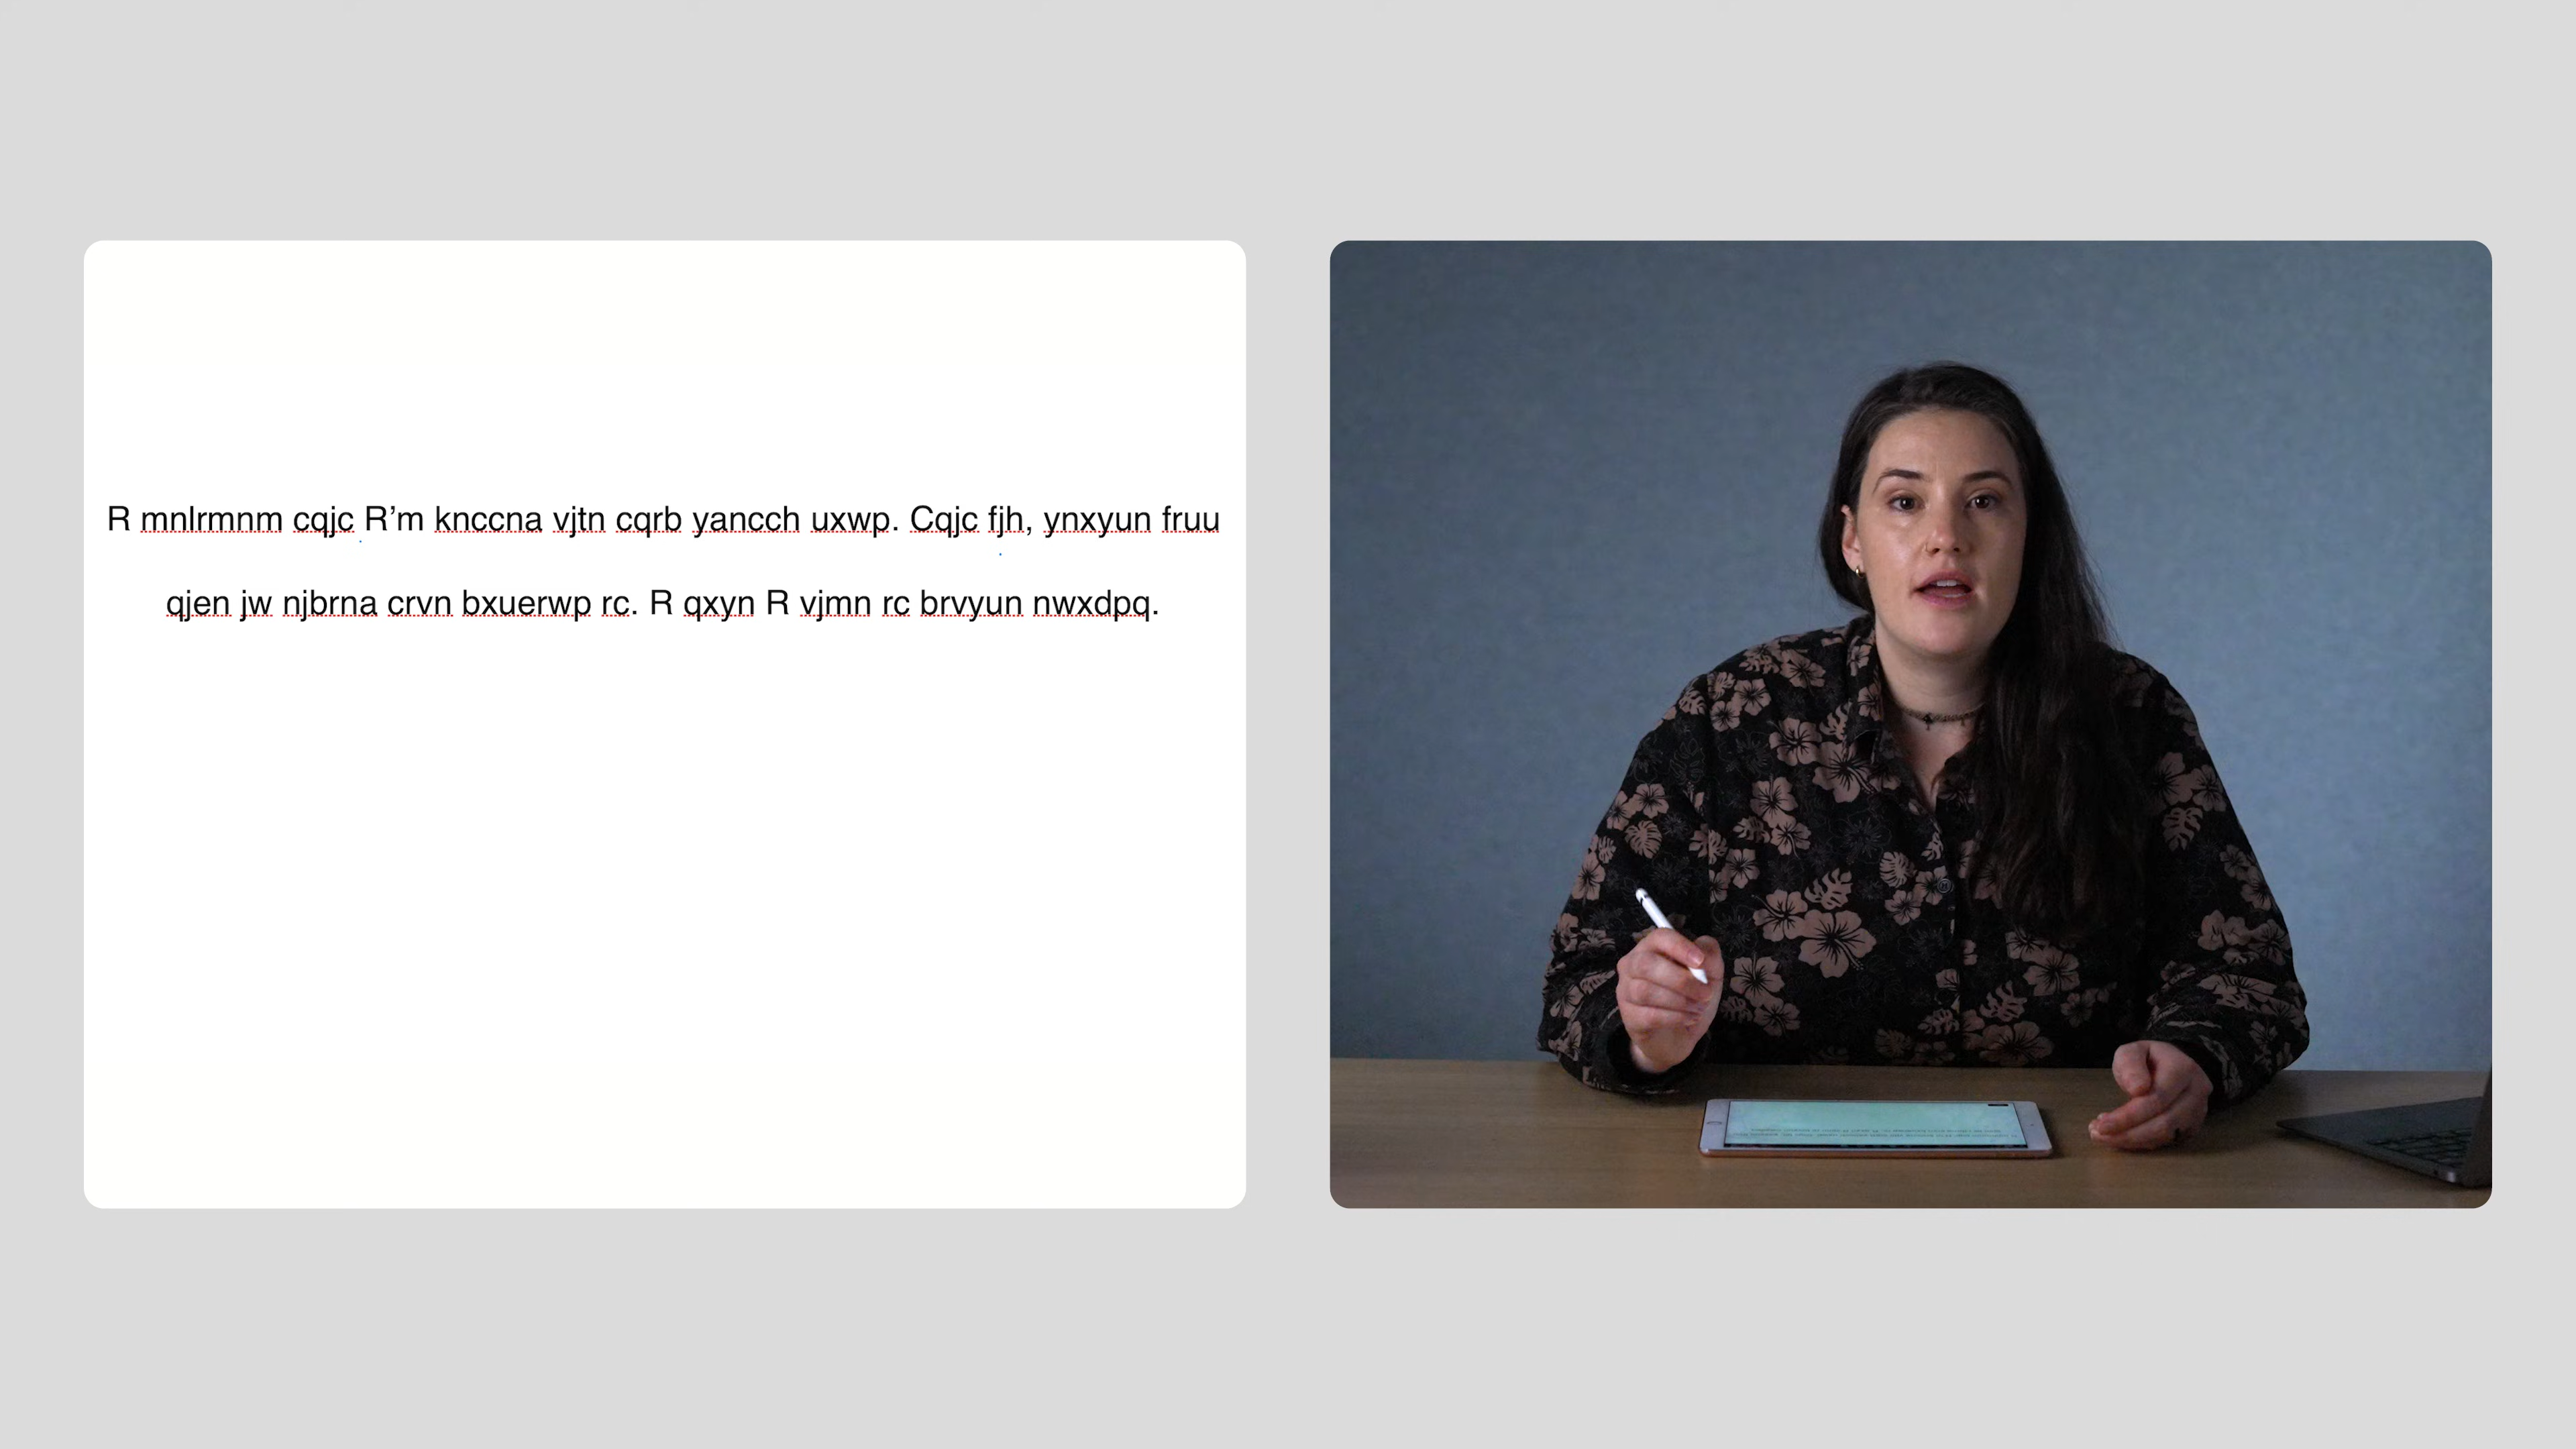 R mnlrmnm cqjc R’m knccna vjtn cqrb yancch uxwp. Cqjc fjh, ynxyun fruu
qjen jw njbrna crvn bxuerwp rc. R qxyn R vjmn rc brvyun nwxdpq.